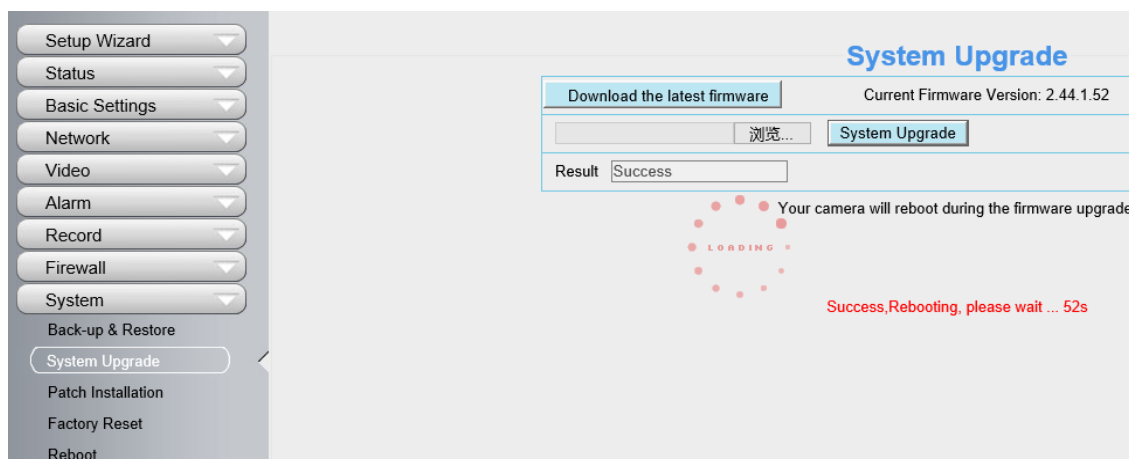 Setup Wizard
Status
Basic Settings
Network
Video
Alarm
Record
Firewall
System
Back-up & Restore
System Upgrade
Patch Installation
Factory Reset
Reboot
System Upgrade
Download the latest firmware
Current Firmware Version: 2.44.1.52
浏览...
System Upgrade
Result Success
Your camera will reboot during the firmware upgrade
LOADING
Success,Rebooting, please wait ... 52s